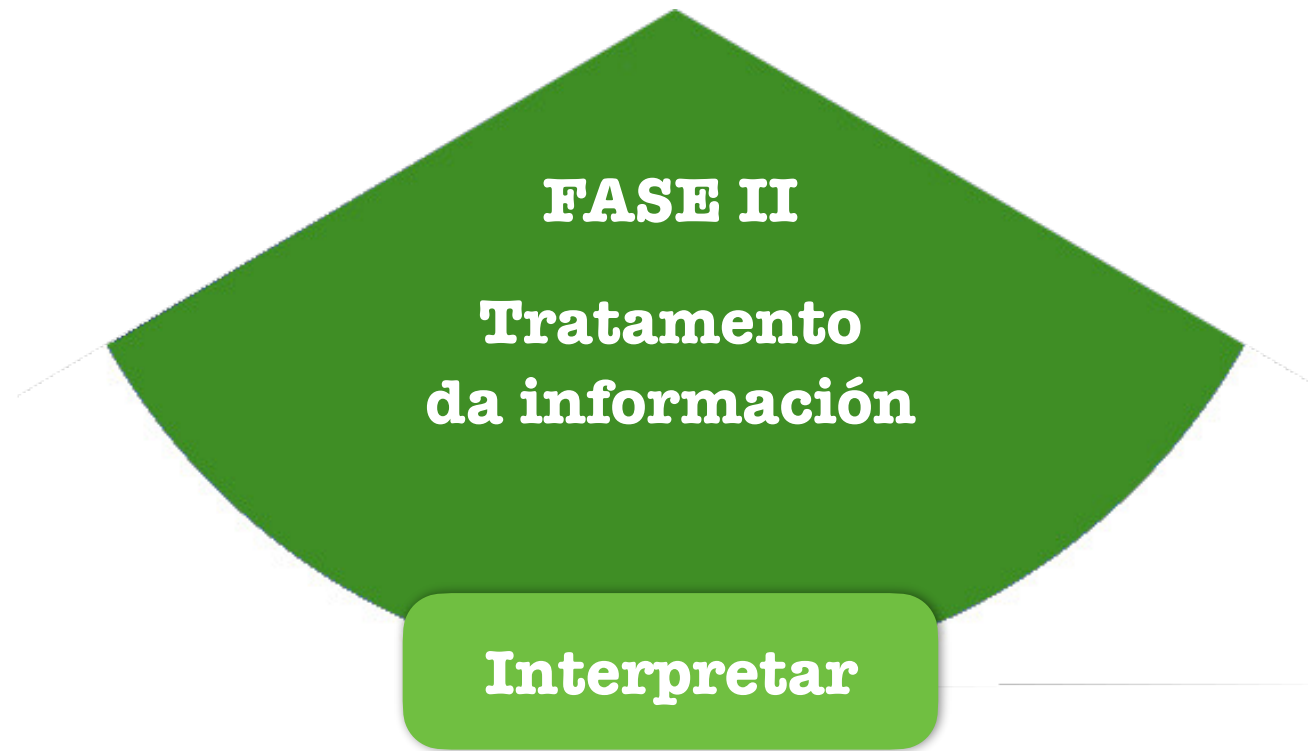 FASE II
Tratamento
da información
Interpretar